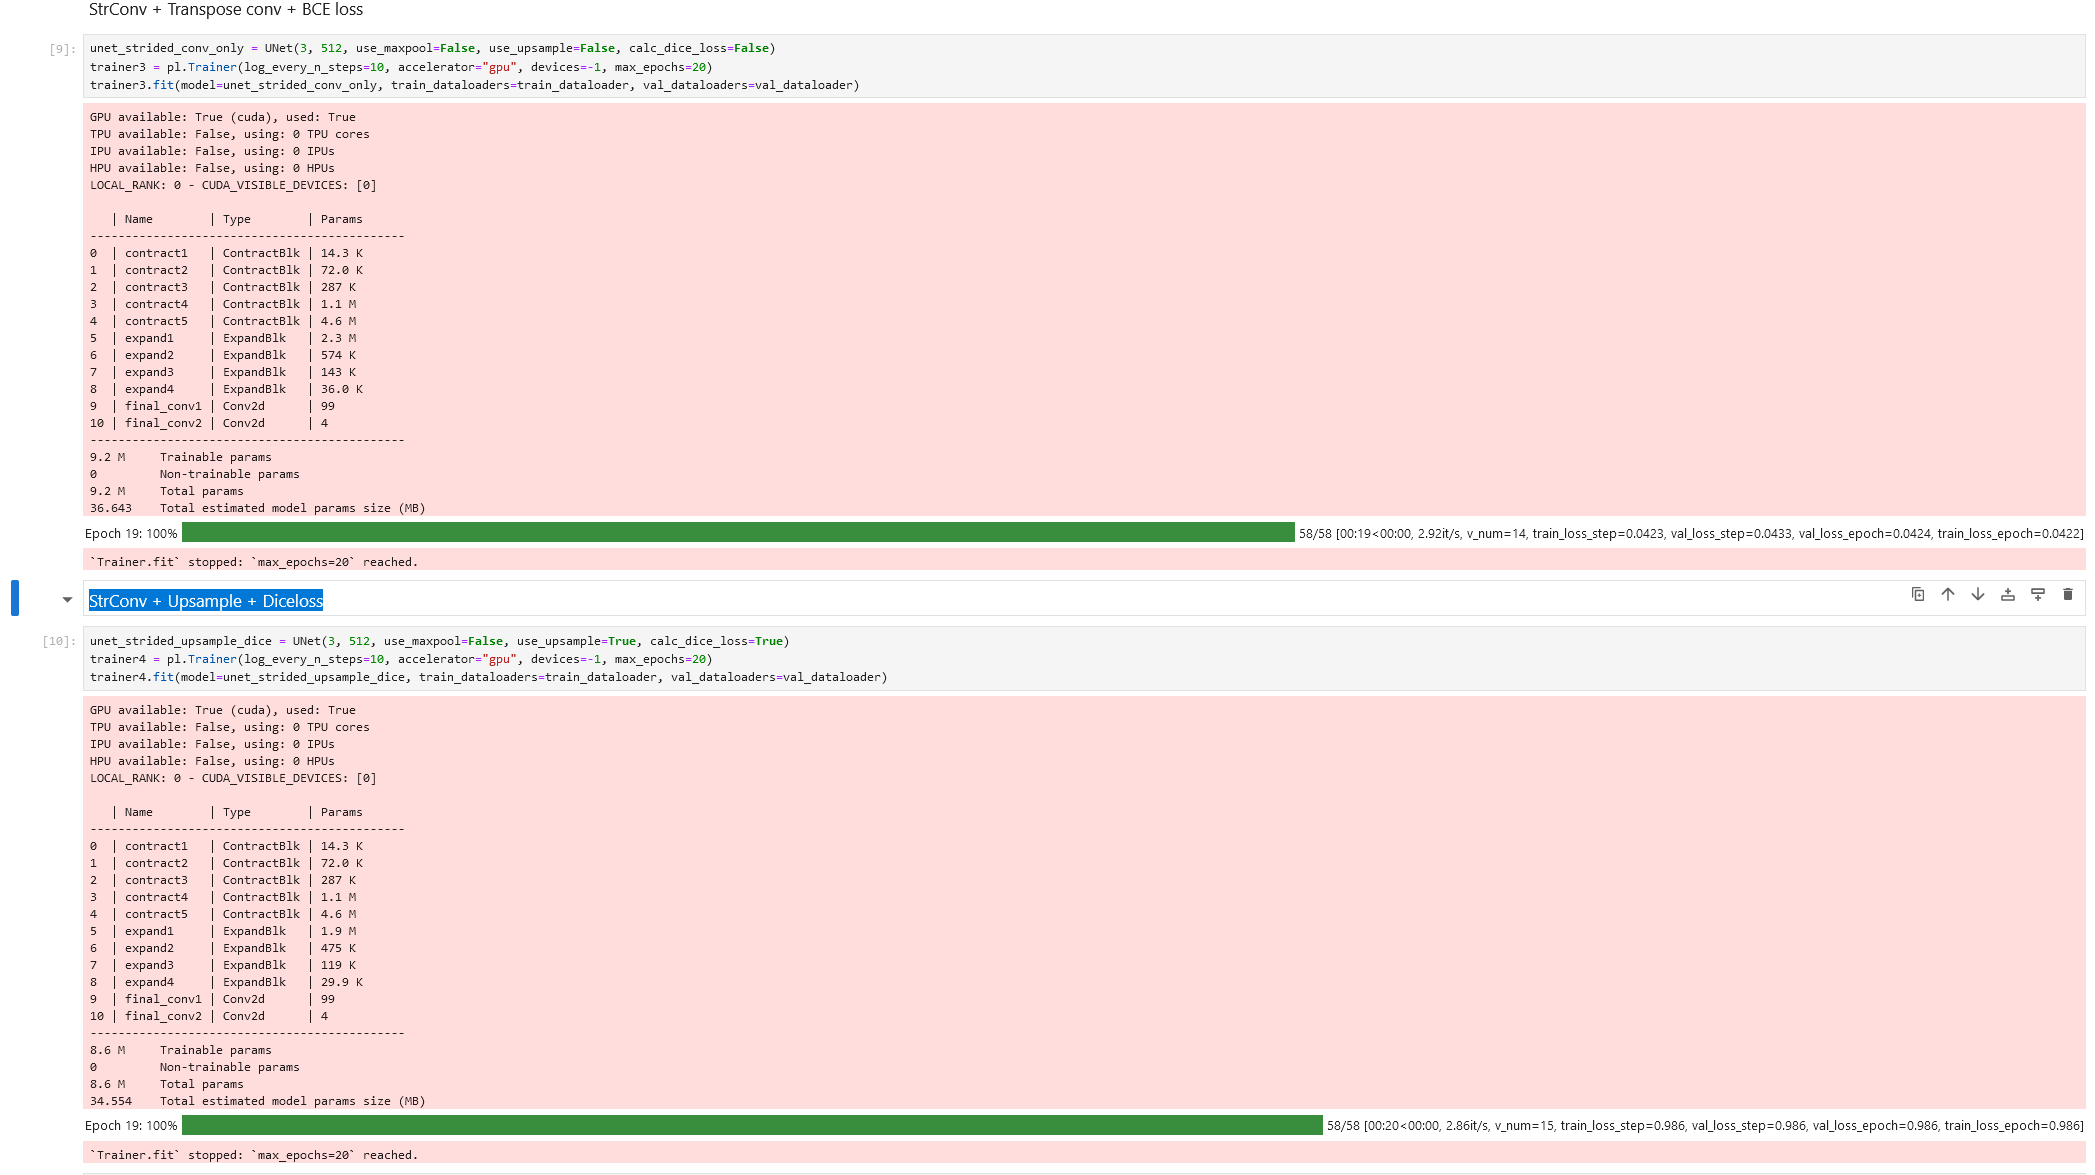 StrConv + Transpose conv + BCE loss
[9]: unet_strided_conv_only = UNet(3, 512, use_maxpool=False, use_upsample=False, calc_dice_loss=False)
trainer3 = pl.Trainer(log_every_n_steps=10, accelerator="gpu", devices=-1, max_epochs=20)
trainer3.fit(model=unet_strided_conv_only, train_dataloaders=train_dataloader, val_dataloaders=val_dataloader)
GPU available: True (cuda), used: True
TPU available: False, using: 0 TPU cores
IPU available: False, using: 0 IPUs
HPU available: False, using: 0 HPUs
LOCAL_RANK: 0 - CUDA_VISIBLE_DEVICES: [0]
| Name | Type | Params
---------------------------------------------
0 | contract1 | ContractBlk | 14.3 K
1 | contract2 | ContractBlk | 72.0 K
2 | contract3 | ContractBlk | 287 K
3 | contract4 | ContractBlk | 1.1 M
4 | contract5 | ContractBlk | 4.6 M
5 | expand1 | ExpandBlk | 2.3 M
6 | expand2 | ExpandBlk | 574 K
7 | expand3 | ExpandBlk | 143 K
8 | expand4 | ExpandBlk | 36.0 K
9 | final_conv1 | Conv2d | 99
10 | final_conv2 | Conv2d | 4
---------------------------------------------
9.2 M Trainable params
0 Non-trainable params
9.2 M Total params
36.643 Total estimated model params size (MB)
Epoch 19: 100% 58/58 [00:19<00:00, 2.92it/s, v_num=14, train_loss_step=0.0423, val_loss_step=0.0433, val_loss_epoch=0.0424, train_loss_epoch=0.0422]
`Trainer.fit` stopped: `max_epochs=20` reached.
StrConv + Upsample + Diceloss
[10]: unet_strided_upsample_dice = UNet(3, 512, use_maxpool=False, use_upsample=True, calc_dice_loss=True)
trainer4 = pl.Trainer(log_every_n_steps=10, accelerator="gpu", devices=-1, max_epochs=20)
trainer4.fit(model=unet_strided_upsample_dice, train_dataloaders=train_dataloader, val_dataloaders=val_dataloader)
GPU available: True (cuda), used: True
TPU available: False, using: 0 TPU cores
IPU available: False, using: 0 IPUs
HPU available: False, using: 0 HPUs
LOCAL_RANK: 0 - CUDA_VISIBLE_DEVICES: [0]
| Name | Type | Params
---------------------------------------------
0 | contract1 | ContractBlk | 14.3 K
1 | contract2 | ContractBlk | 72.0 K
2 | contract3 | ContractBlk | 287 K
3 | contract4 | ContractBlk | 1.1 M
4 | contract5 | ContractBlk | 4.6 M
5 | expand1 | ExpandBlk | 1.9 M
6 | expand2 | ExpandBlk | 475 K
7 | expand3 | ExpandBlk | 119 K
8 | expand4 | ExpandBlk | 29.9 K
9 | final_conv1 | Conv2d | 99
10 | final_conv2 | Conv2d | 4
---------------------------------------------
8.6 M Trainable params
0 Non-trainable params
8.6 M Total params
34.554 Total estimated model params size (MB)
Epoch 19: 100% 58/58 [00:20<00:00, 2.86it/s, v_num=15, train_loss_step=0.986, val_loss_step=0.986, val_loss_epoch=0.986, train_loss_epoch=0.986]
`Trainer.fit` stopped: `max_epochs=20` reached.